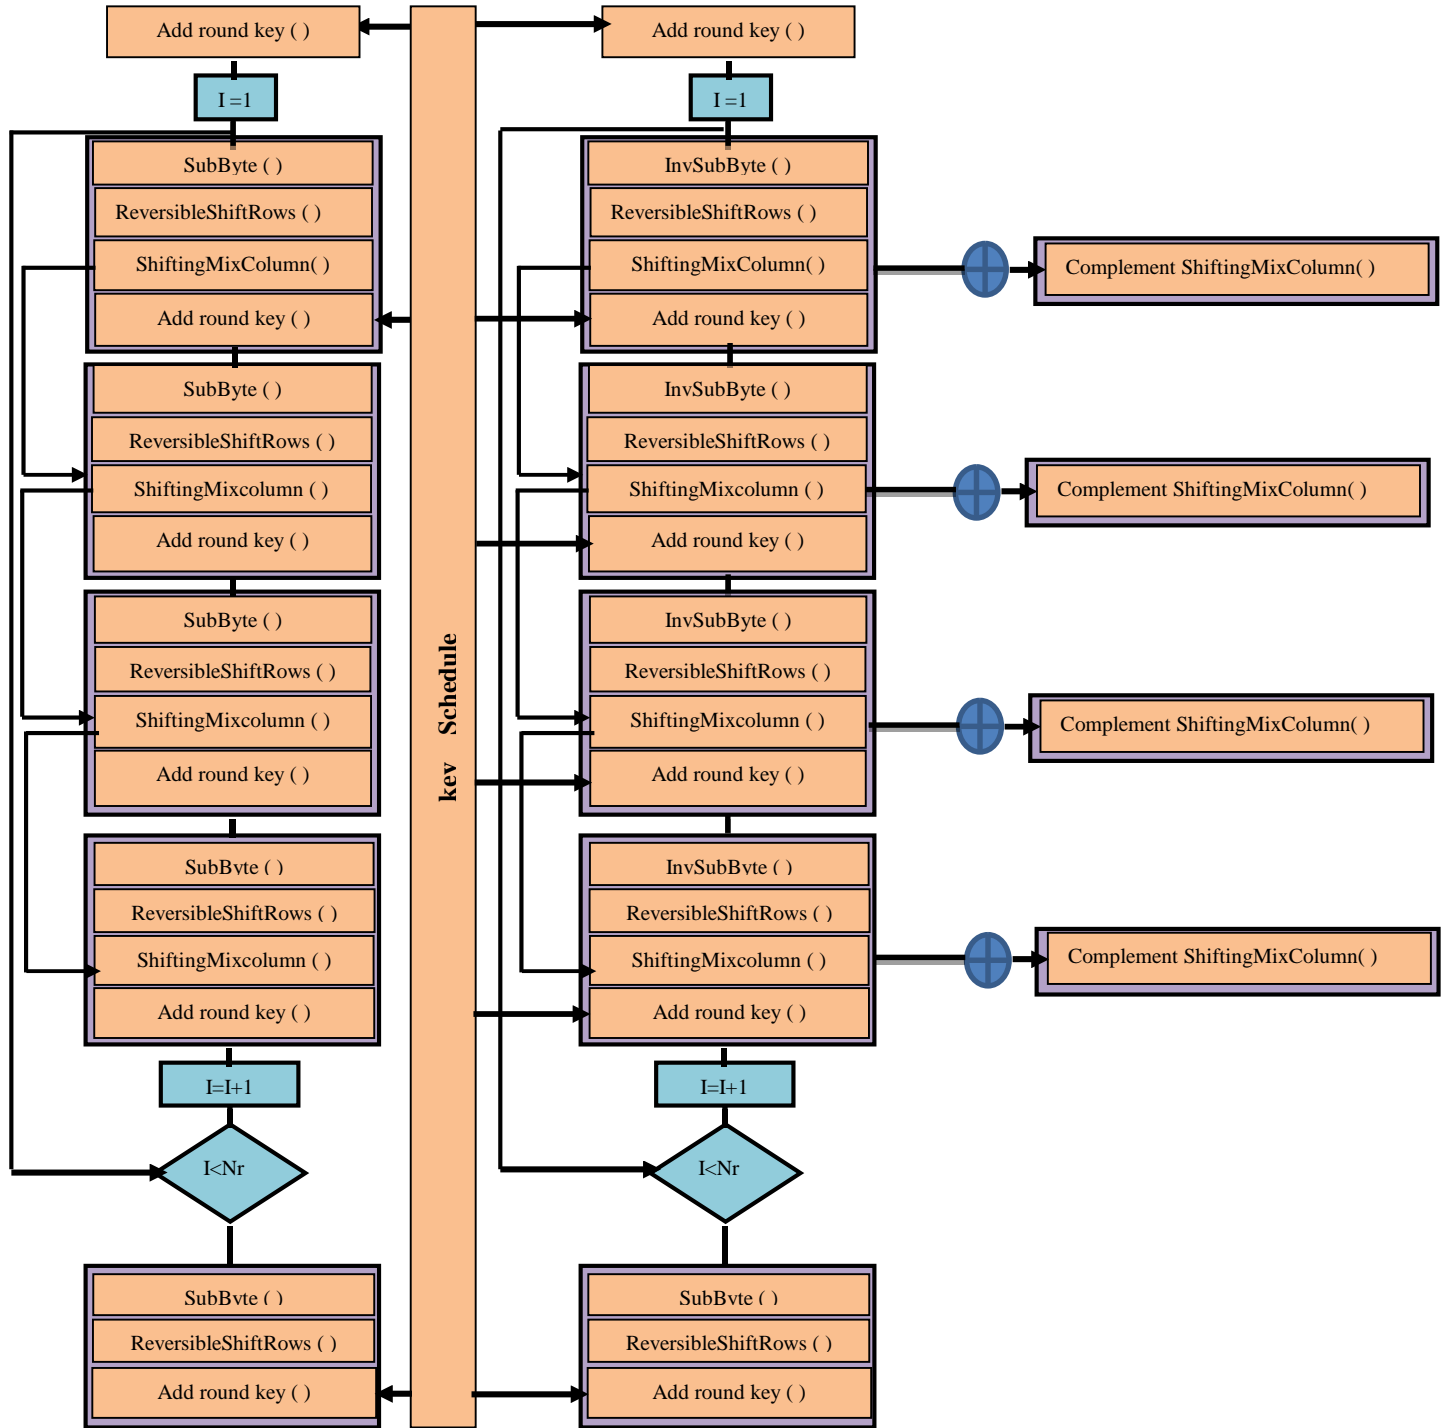 Add round key ( )
I =1
SubByte ( )
ReversibleShiftRows ( )
ShiftingMixColumn( )
Add round key ( )
SubByte ( )
ReversibleShiftRows ( )
ShiftingMixcolumn ( )
Add round key ( )
SubByte ( )
ReversibleShiftRows ( )
ShiftingMixcolumn ( )
Add round key ( )
SubByte ( )
ReversibleShiftRows ( )
ShiftingMixcolumn ( )
Add round key ( )
I=I+1
I<Nr
SubByte ( )
ReversibleShiftRows ( )
Add round key ( )
key Schedule
Add round key ( )
I =1
InvSubByte ( )
ReversibleShiftRows ( )
ShiftingMixColumn( )
Add round key ( )
InvSubByte ( )
ReversibleShiftRows ( )
ShiftingMixcolumn ( )
Add round key ( )
InvSubByte ( )
ReversibleShiftRows ( )
ShiftingMixcolumn ( )
Add round key ( )
InvSubByte ( )
ReversibleShiftRows ( )
ShiftingMixcolumn ( )
Add round key ( )
I=I+1
I<Nr
SubByte ( )
ReversibleShiftRows ( )
Add round key ( )
Complement ShiftingMixColumn( )
Complement ShiftingMixColumn( )
Complement ShiftingMixColumn( )
Complement ShiftingMixColumn( )